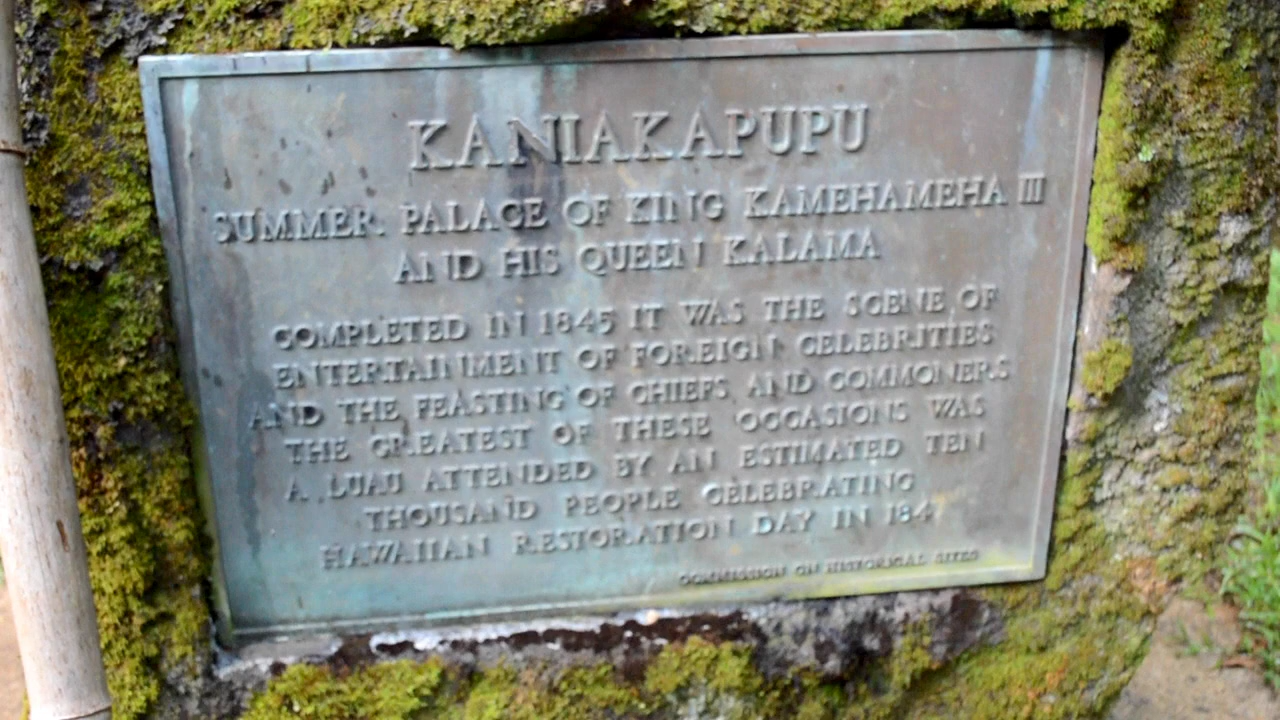 KANIAKAPUPU
SUMMER PALACE OF KING KAMEHAMEHA III
AND HIS QUEEN KALAMA
COMPLETED IN 1845 IT WAS THE SCENE OF
ENTERTAINMENT OF FOREIGN CELEBRITIES
AND THE FEASTING OF CHIEFS AND COMMONERS
THE GREATEST OF THESE OCCASIONS WAS
A LUAU ATTENDED BY AN ESTIMATED TEN
THOUSAND PEOPLE CELEBRATING
HAWAIIAN RESTORATION DAY IN
COMMISSION ON HISTORICAL SITES